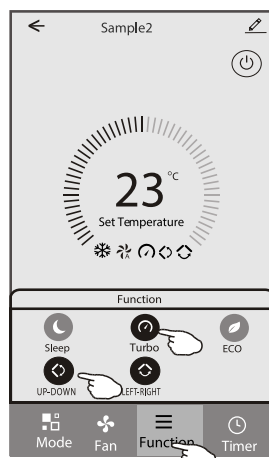 Sample2
23 °C
Set Temperature
A
Function
Sleep Turbo ECO
UP-DOWN LEFT-RIGHT
Mode Fan Function Timer